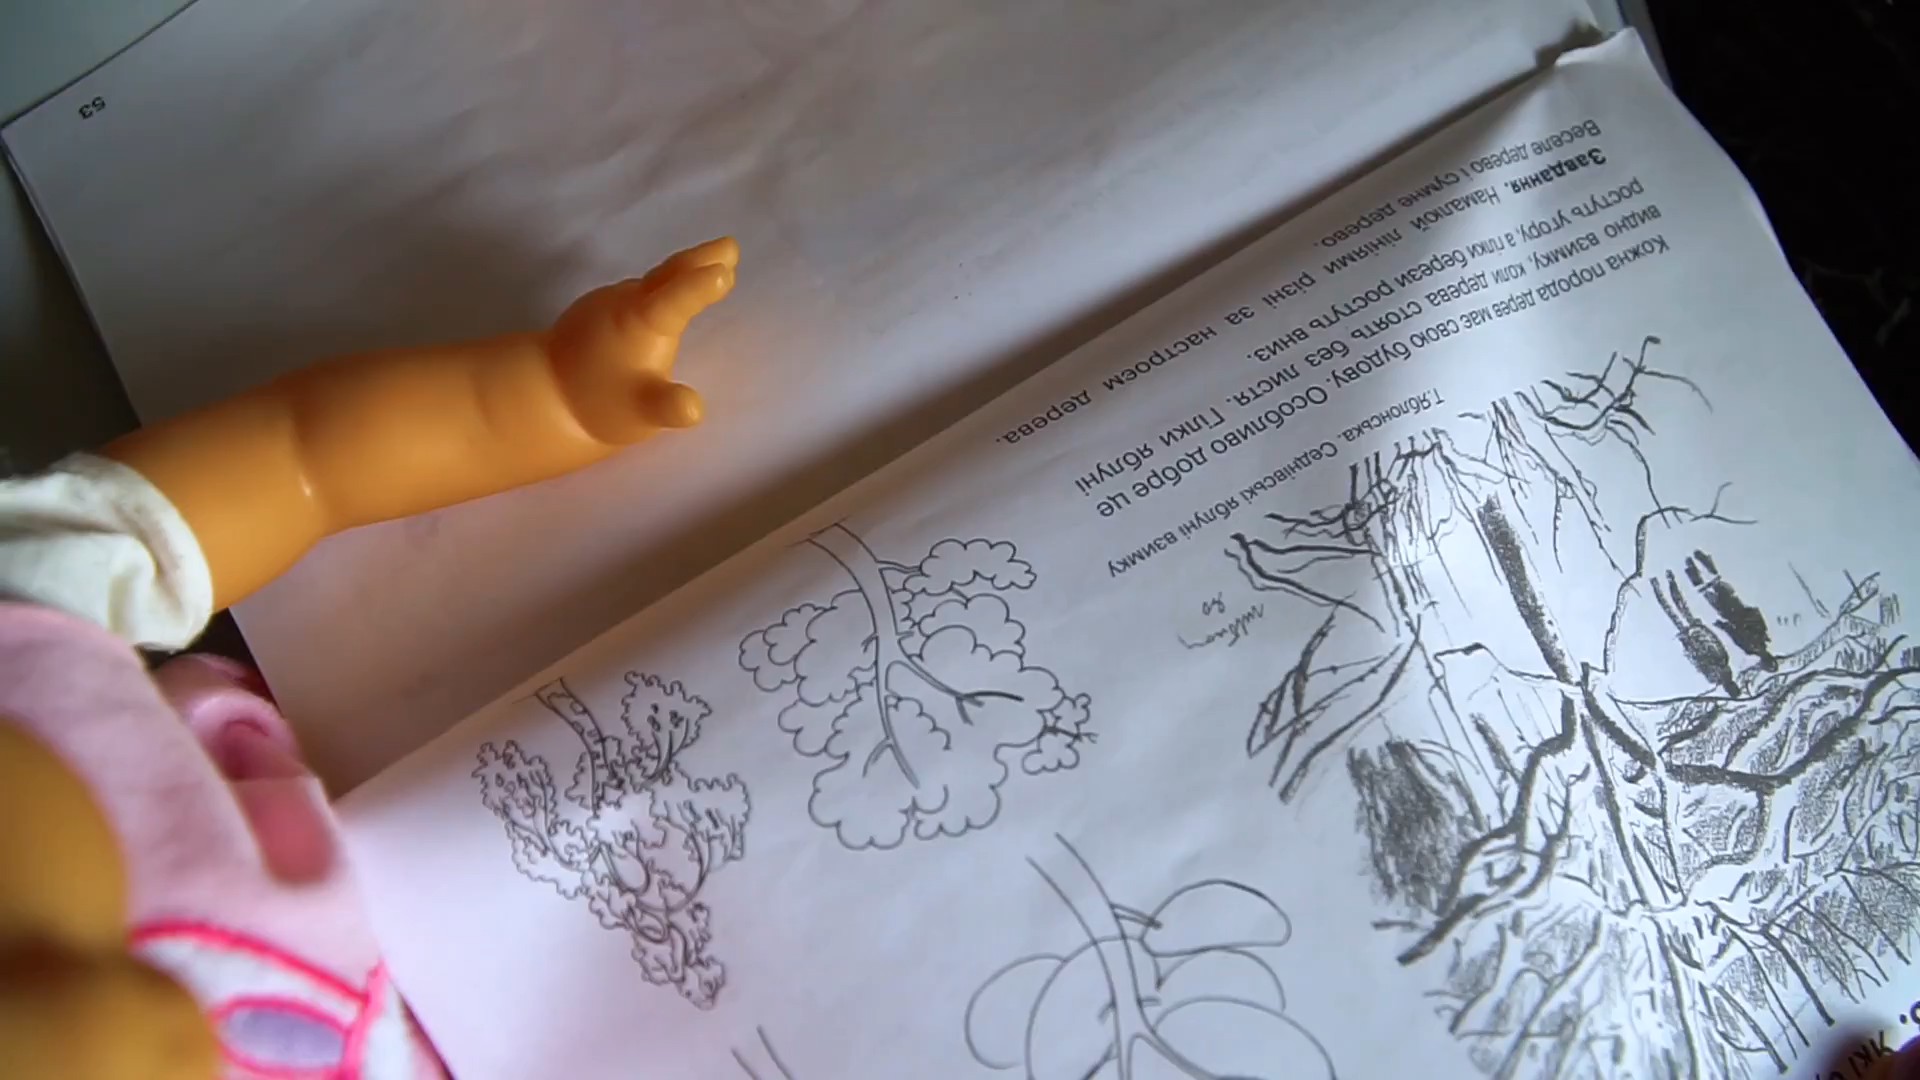 Т.Яблонська. Седнівські яблуні взимку
Кожна порода дерев має свою будову. Особливо добре це
видно взимку, коли дерева стоять без листя. Гілки яблуні
ростуть угору, а гілки берези ростуть вниз.
Завдання. Намалюй лініями різні за настроєм дерева.
Веселе дерево і сумне дерево.
53